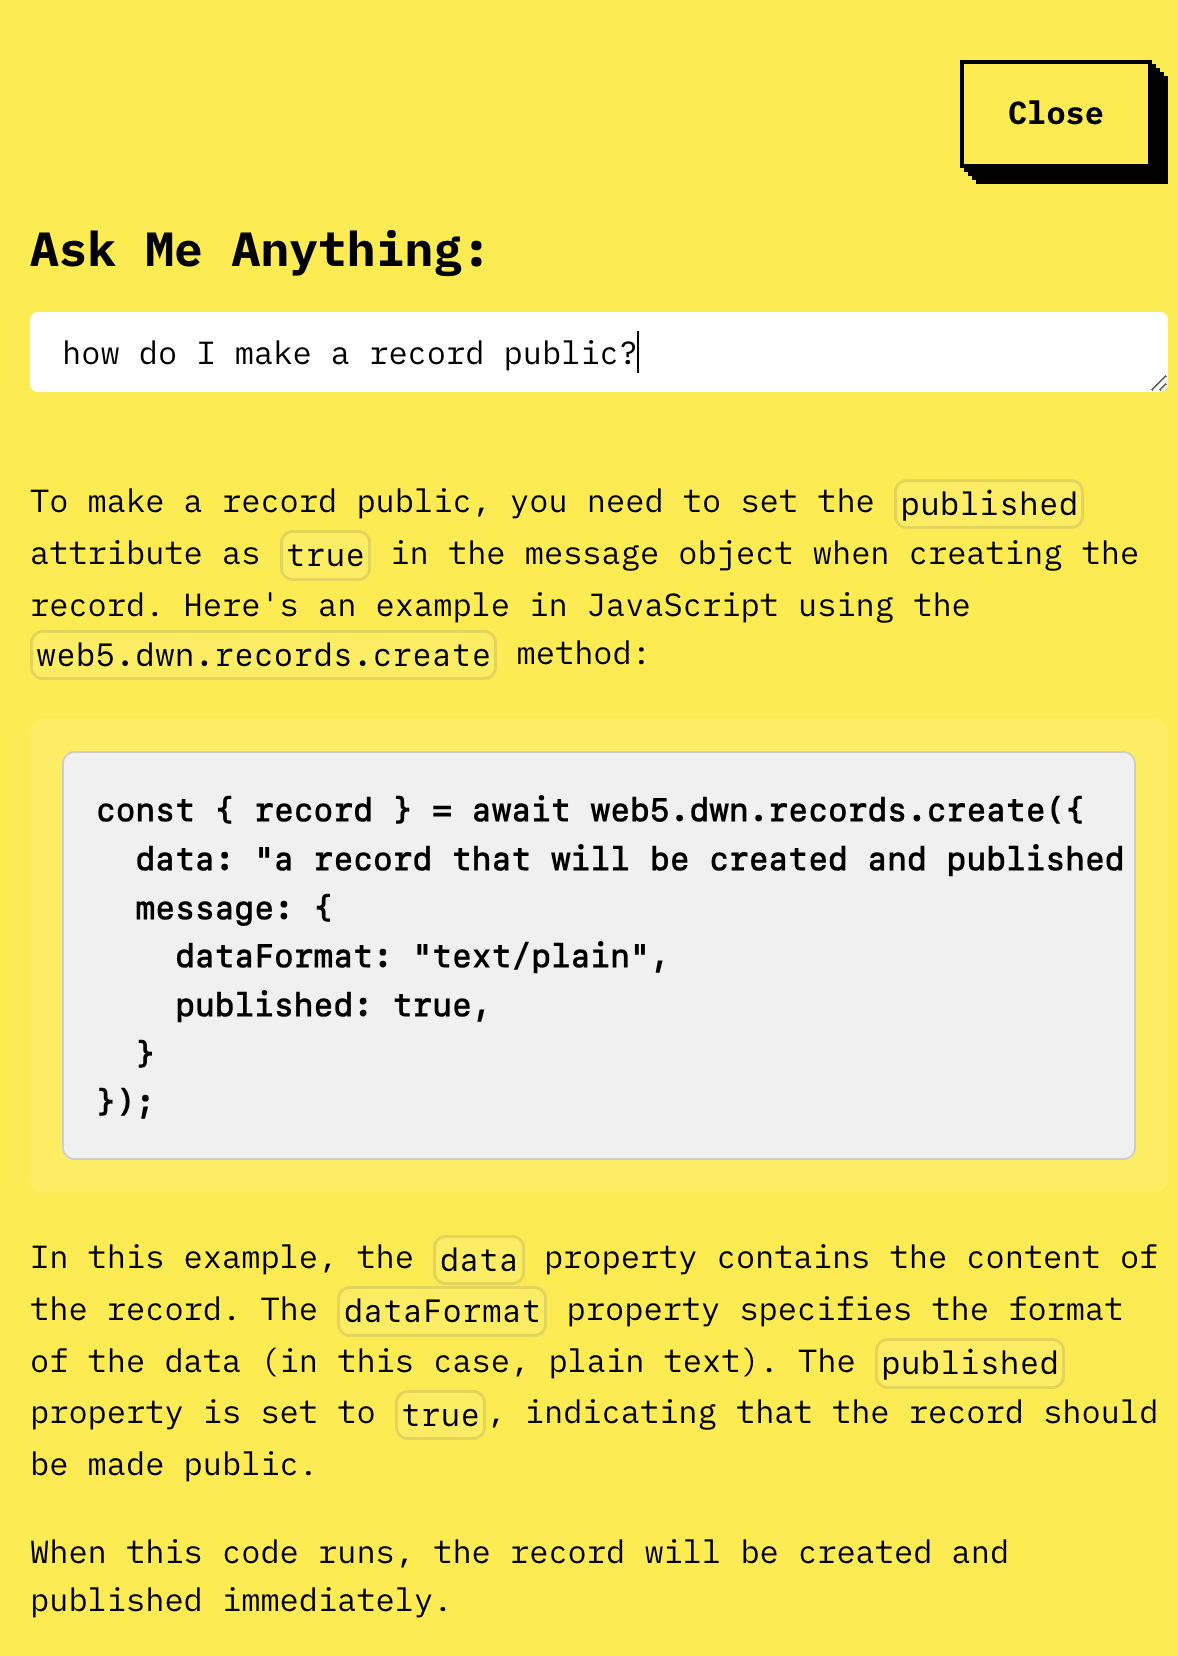 Close
Ask Me Anything:
how do I make a record public?
To make a record public, you need to set the published
attribute as true in the message object when creating the
record. Here's an example in JavaScript using the
web5.dwn.records.create method:
const { record } = await web5.dwn.records.create({
  data: "a record that will be created and published
  message: {
    dataFormat: "text/plain",
    published: true,
  }
});
In this example, the data property contains the content of
the record. The dataFormat property specifies the format
of the data (in this case, plain text). The published
property is set to true, indicating that the record should
be made public.
When this code runs, the record will be created and
published immediately.